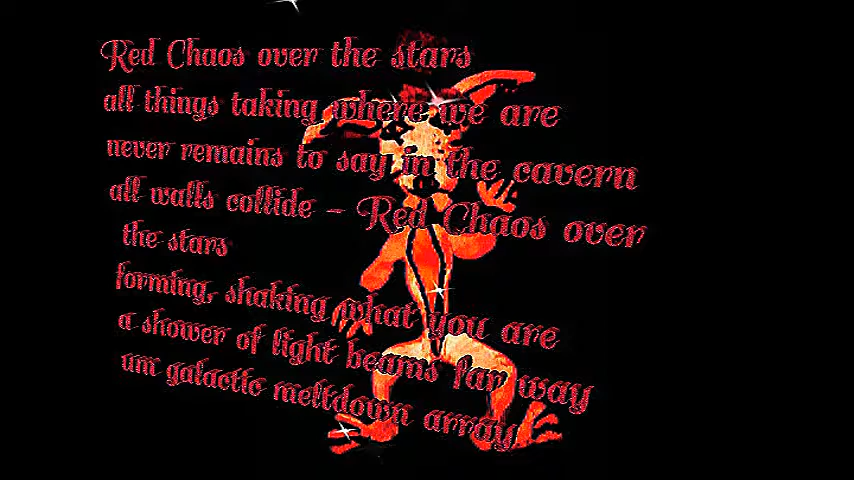 Red Chaos over the stars
all things taking where we are
never remains to say in the cavern
all walls collide - Red Chaos over
the stars
forming, shaking what you are
a shower of light beams far way
um galactic meltdown array